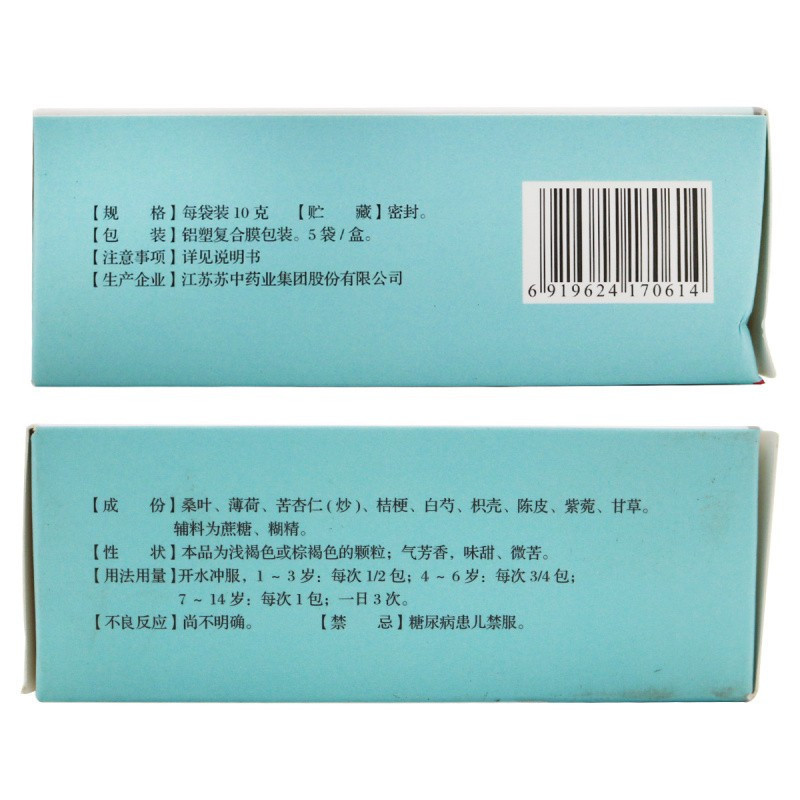 【规　格】每袋装 10 克　【贮　藏】密封。
【包　装】铝塑复合膜包装。5 袋 / 盒。
【注意事项】详见说明书
【生产企业】江苏苏中药业集团股份有限公司
6 919624 170614
【成　份】桑叶、薄荷、苦杏仁(炒)、桔梗、白芍、枳壳、陈皮、紫菀、甘草。
辅料为蔗糖、糊精。
【性　状】本品为浅褐色或棕褐色的颗粒；气芳香，味甜、微苦。
【用法用量】开水冲服，1 ~ 3 岁：每次 1/2 包；4 ~ 6 岁：每次 3/4 包；
7 ~ 14 岁：每次 1 包；一日 3 次。
【不良反应】尚不明确。　【禁　忌】糖尿病患儿禁服。